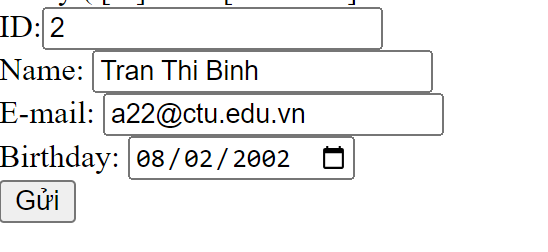 ID: 2
Name: Tran Thi Binh
E-mail: a22@ctu.edu.vn
Birthday: 08/02/2002
Gửi